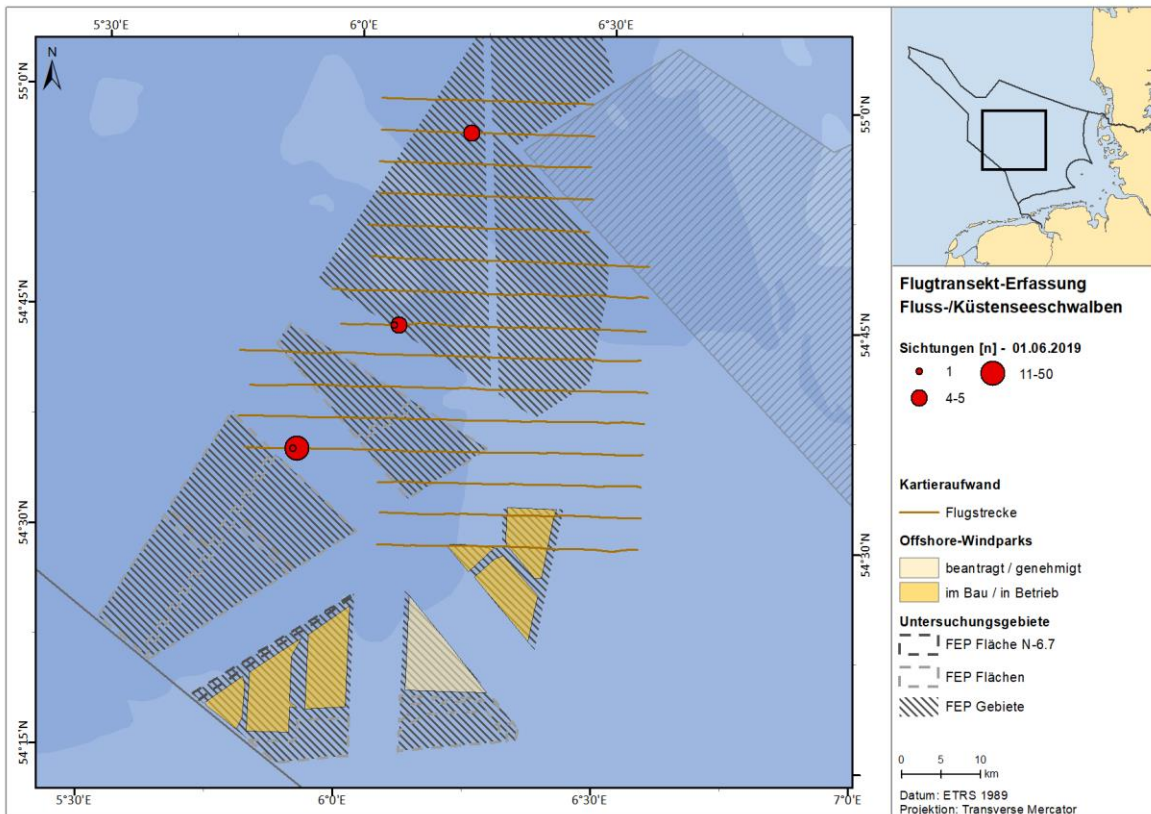 5°30'E
6°0'E
6°30'E
N
55°0'N
54°45'N
54°30'N
54°15'N
55°0'N
54°45'N
54°30'N
5°30'E
6°0'E
6°30'E
7°0'E
Flugtransekt-Erfassung
Fluss-/Küstenseeschwalben
Sichtungen [n] - 01.06.2019
1
11-50
4-5
Kartieraufwand
Flugstrecke
Offshore-Windparks
beantragt / genehmigt
im Bau / in Betrieb
Untersuchungsgebiete
FEP Fläche N-6.7
FEP Flächen
FEP Gebiete
0 5 10
km
Datum: ETRS 1989
Projektion: Transverse Mercator